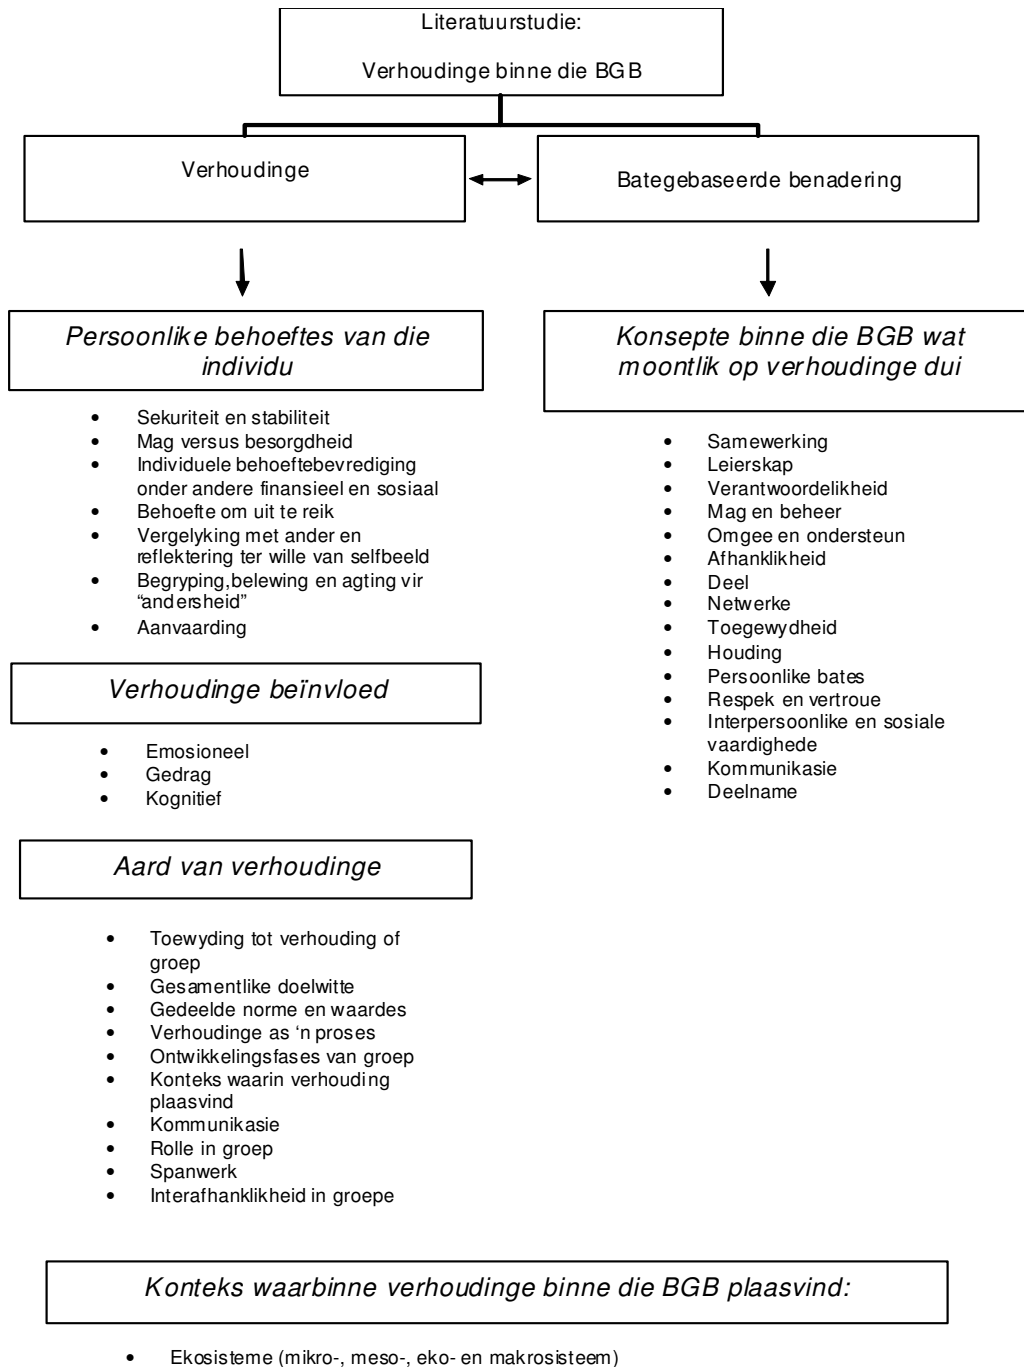 Literatuurstudie:
Verhoudinge binne die BGB
Verhoudinge
Bategebaseerde benadering
Persoonlike behoeftes van die
individu
• Sekuriteit en stabiliteit
• Mag versus besorgdheid
• Individuele behoeftebevrediging
onder andere finansieel en sosiaal
• Behoefte om uit te reik
• Vergelyking met ander en
reflektering ter wille van selfbeeld
• Begryping, belewing en agting vir
“andersheid”
• Aanvaarding
Verhoudinge beïnvloed
• Emosioneel
• Gedrag
• Kognitief
Aard van verhoudinge
• Toewyding tot verhouding of
groep
• Gesamentlike doelwitte
• Gedeelde norme en waardes
• Verhoudinge as ‘n proses
• Ontwikkelingsfases van groep
• Konteks waarin verhouding
plaasvind
• Kommunikasie
• Rolle in groep
• Spanwerk
• Interafhanklikheid in groepe
Konsepte binne die BGB wat
moontlik op verhoudinge dui
• Samewerking
• Leierskap
• Verantwoordelikheid
• Mag en beheer
• Omgee en ondersteun
• Afhanklikheid
• Deel
• Netwerke
• Toegewydheid
• Houding
• Persoonlike bates
• Respek en vertroue
• Interpersoonlike en sosiale
vaardighede
• Kommunikasie
• Deelname
Konteks waarbinne verhoudinge binne die BGB plaasvind:
• Ekosisteme (mikro-, meso-, eko- en makrosisteem)